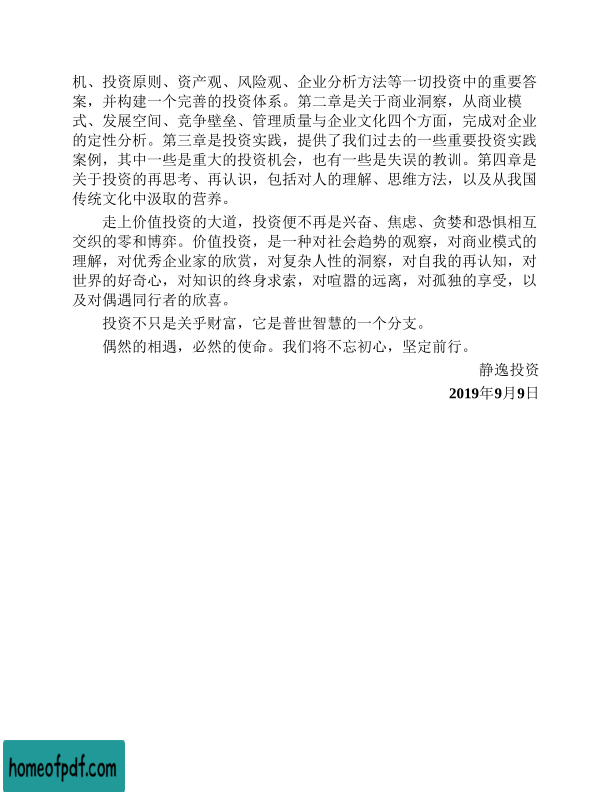 机、投资原则、资产观、风险观、企业分析方法等一切投资中的重要答
案，并构建一个完善的投资体系。第二章是关于商业洞察，从商业模
式、发展空间、竞争壁垒、管理质量与企业文化四个方面，完成对企业
的定性分析。第三章是投资实践，提供了我们过去的一些重要投资实践
案例，其中一些是重大的投资机会，也有一些是失误的教训。第四章是
关于投资的再思考、再认识，包括对人的理解、思维方法，以及从我国
传统文化中汲取的营养。
走上价值投资的大道，投资便不再是兴奋、焦虑、贪婪和恐惧相互
交织的零和博弈。价值投资，是一种对社会趋势的观察，对商业模式的
理解，对优秀企业家的欣赏，对复杂人性的洞察，对自我的再认知，对
世界的好奇心，对知识的终身求索，对喧嚣的远离，对孤独的享受，以
及对偶遇同行者的欣喜。
投资不只是关乎财富，它是普世智慧的一个分支。
偶然的相遇，必然的使命。我们将不忘初心，坚定前行。
静逸投资
2019年9月9日
homeofpdf.com